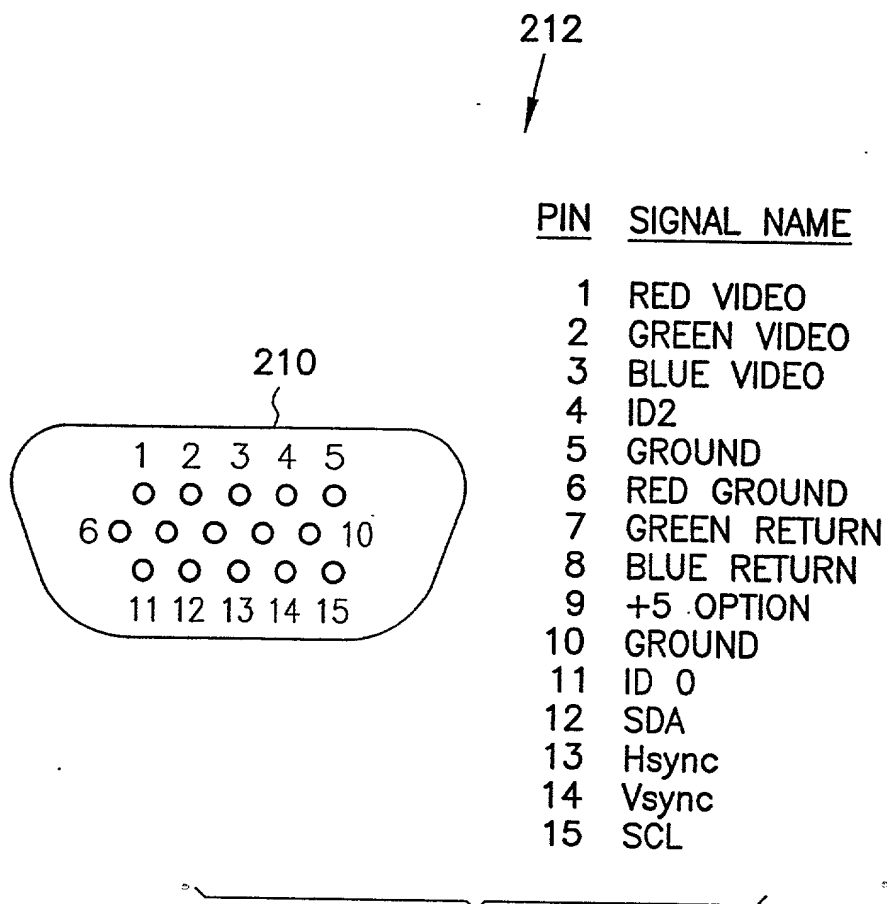 212
PIN SIGNAL NAME
1 RED VIDEO
2 GREEN VIDEO
3 BLUE VIDEO
4 ID2
5 GROUND
6 RED GROUND
7 GREEN RETURN
8 BLUE RETURN
9 +5 OPTION
10 GROUND
11 ID 0
12 SDA
13 Hsync
14 Vsync
15 SCL
210
1 2 3 4 5
6 10
11 12 13 14 15